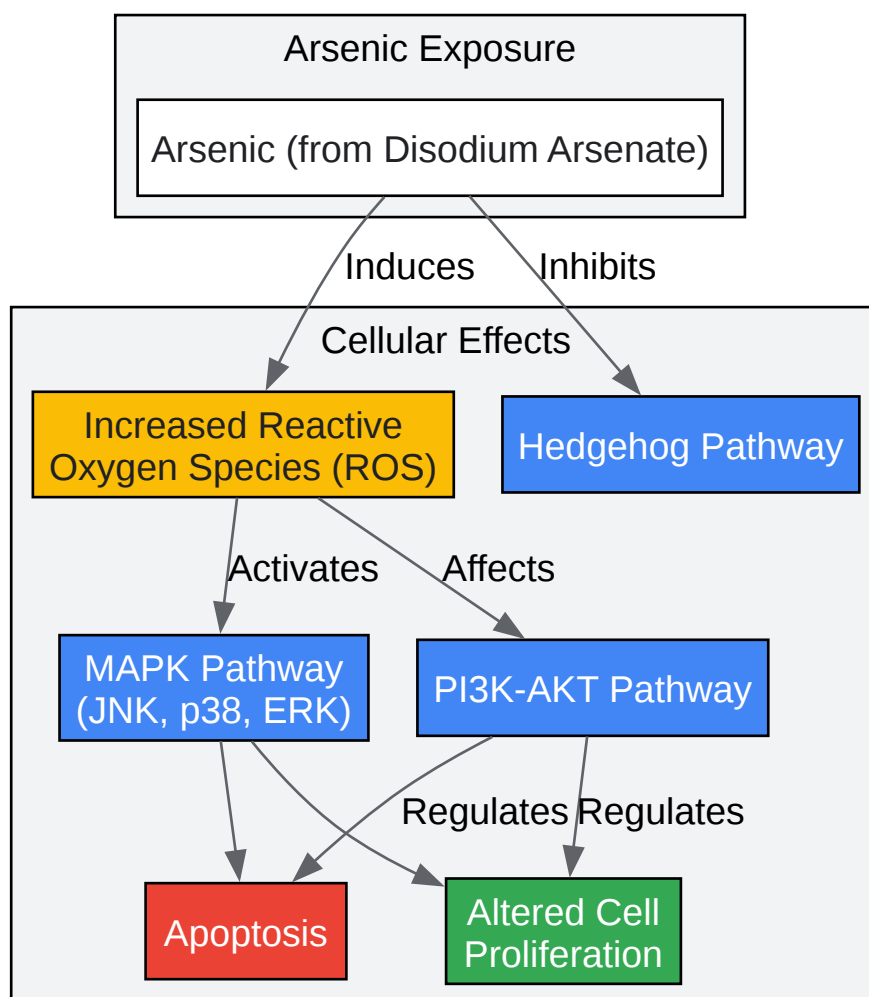 Arsenic Exposure
Arsenic (from Disodium Arsenate)
Induces
Inhibits
Cellular Effects
Increased Reactive
Oxygen Species (ROS)
Hedgehog Pathway
Activates
Affects
MAPK Pathway
(JNK, p38, ERK)
PI3K-AKT Pathway
Regulates
Regulates
Apoptosis
Altered Cell
Proliferation